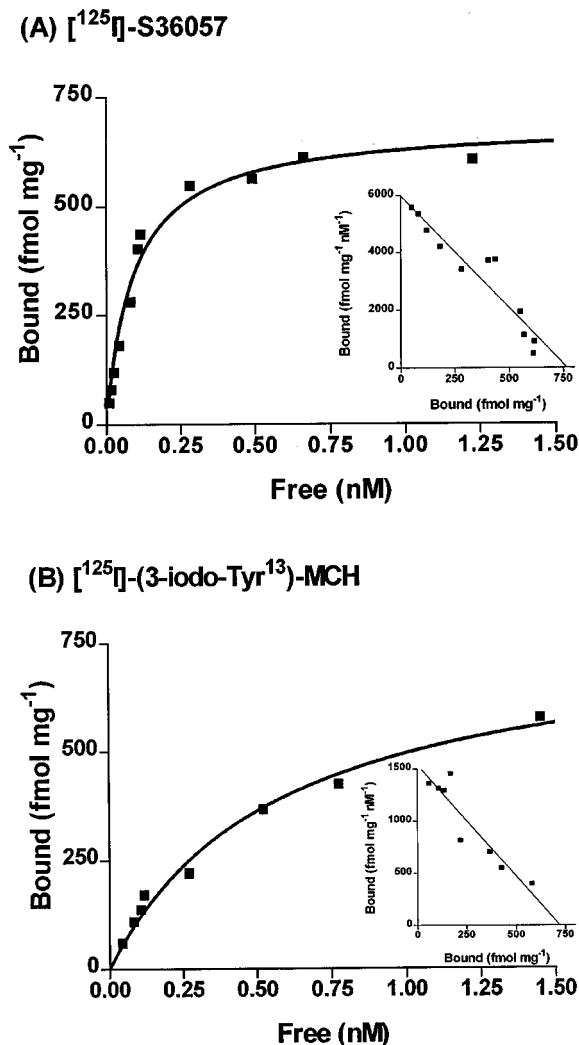 (A) [¹²⁵I]-S36057
750
500
250
0
Bound (fmol mg⁻¹)
0.00 0.25 0.50 0.75 1.00 1.25 1.50
Free (nM)
6000
4000
2000
0
Bound (fmol mg⁻¹ nM⁻¹)
0 250 500 750
Bound (fmol mg⁻¹)
(B) [¹²⁵I]-(3-iodo-Tyr¹³)-MCH
750
500
250
0
Bound (fmol mg⁻¹)
0.00 0.25 0.50 0.75 1.00 1.25 1.50
Free (nM)
1500
1000
500
0
Bound (fmol mg⁻¹ nM⁻¹)
0 250 500 750
Bound (fmol mg⁻¹)